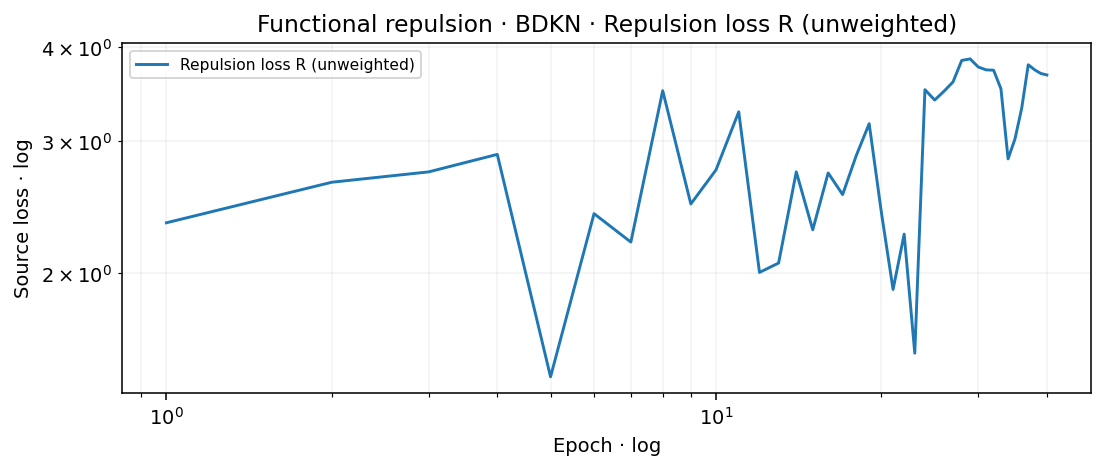 Functional repulsion · BDKN · Repulsion loss R (unweighted)
Repulsion loss R (unweighted)
Source loss · log
4 × 10⁰
3 × 10⁰
2 × 10⁰
10⁰
10¹
Epoch · log